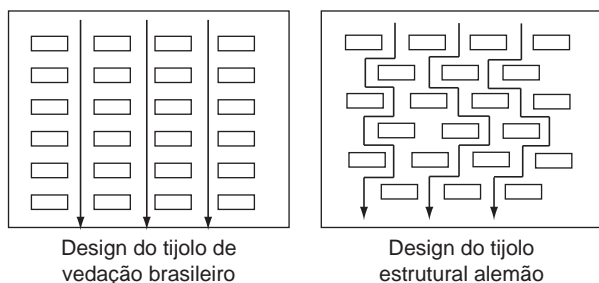 Design do tijolo de
vedação brasileiro
Design do tijolo
estrutural alemão